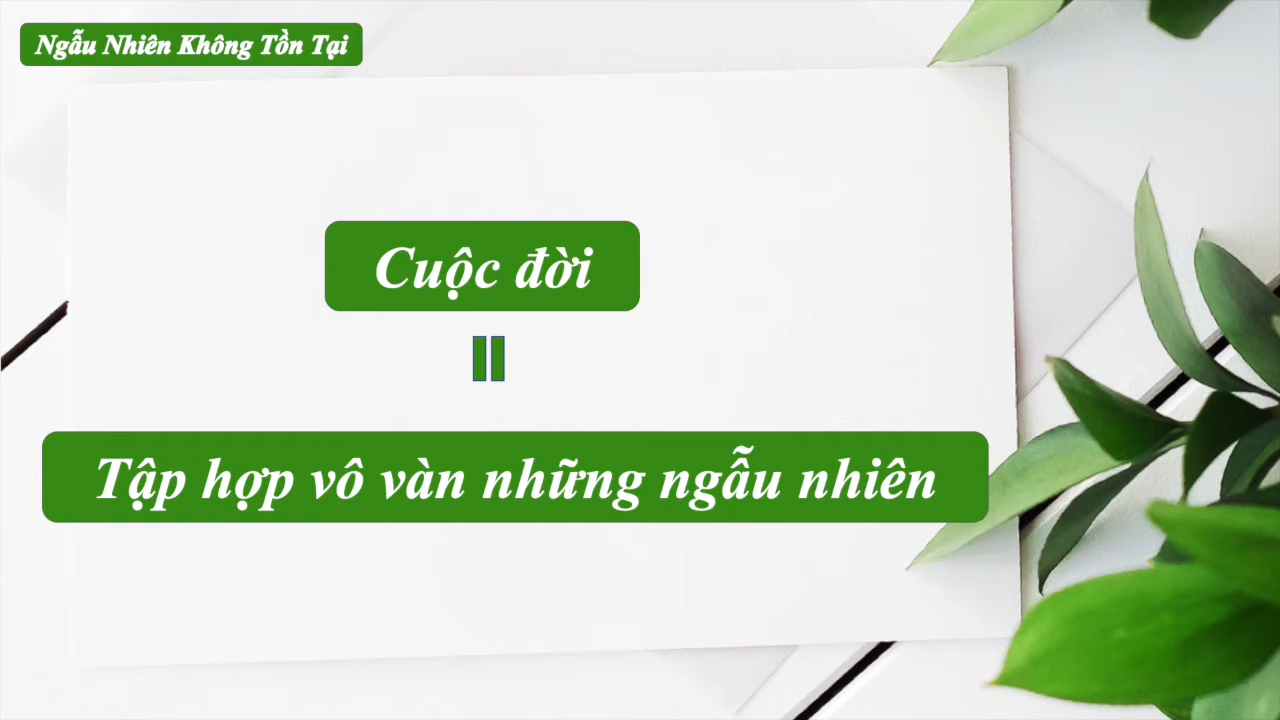 Ngẫu Nhiên Không Tồn Tại
Cuộc đời
=
Tập hợp vô vàn những ngẫu nhiên